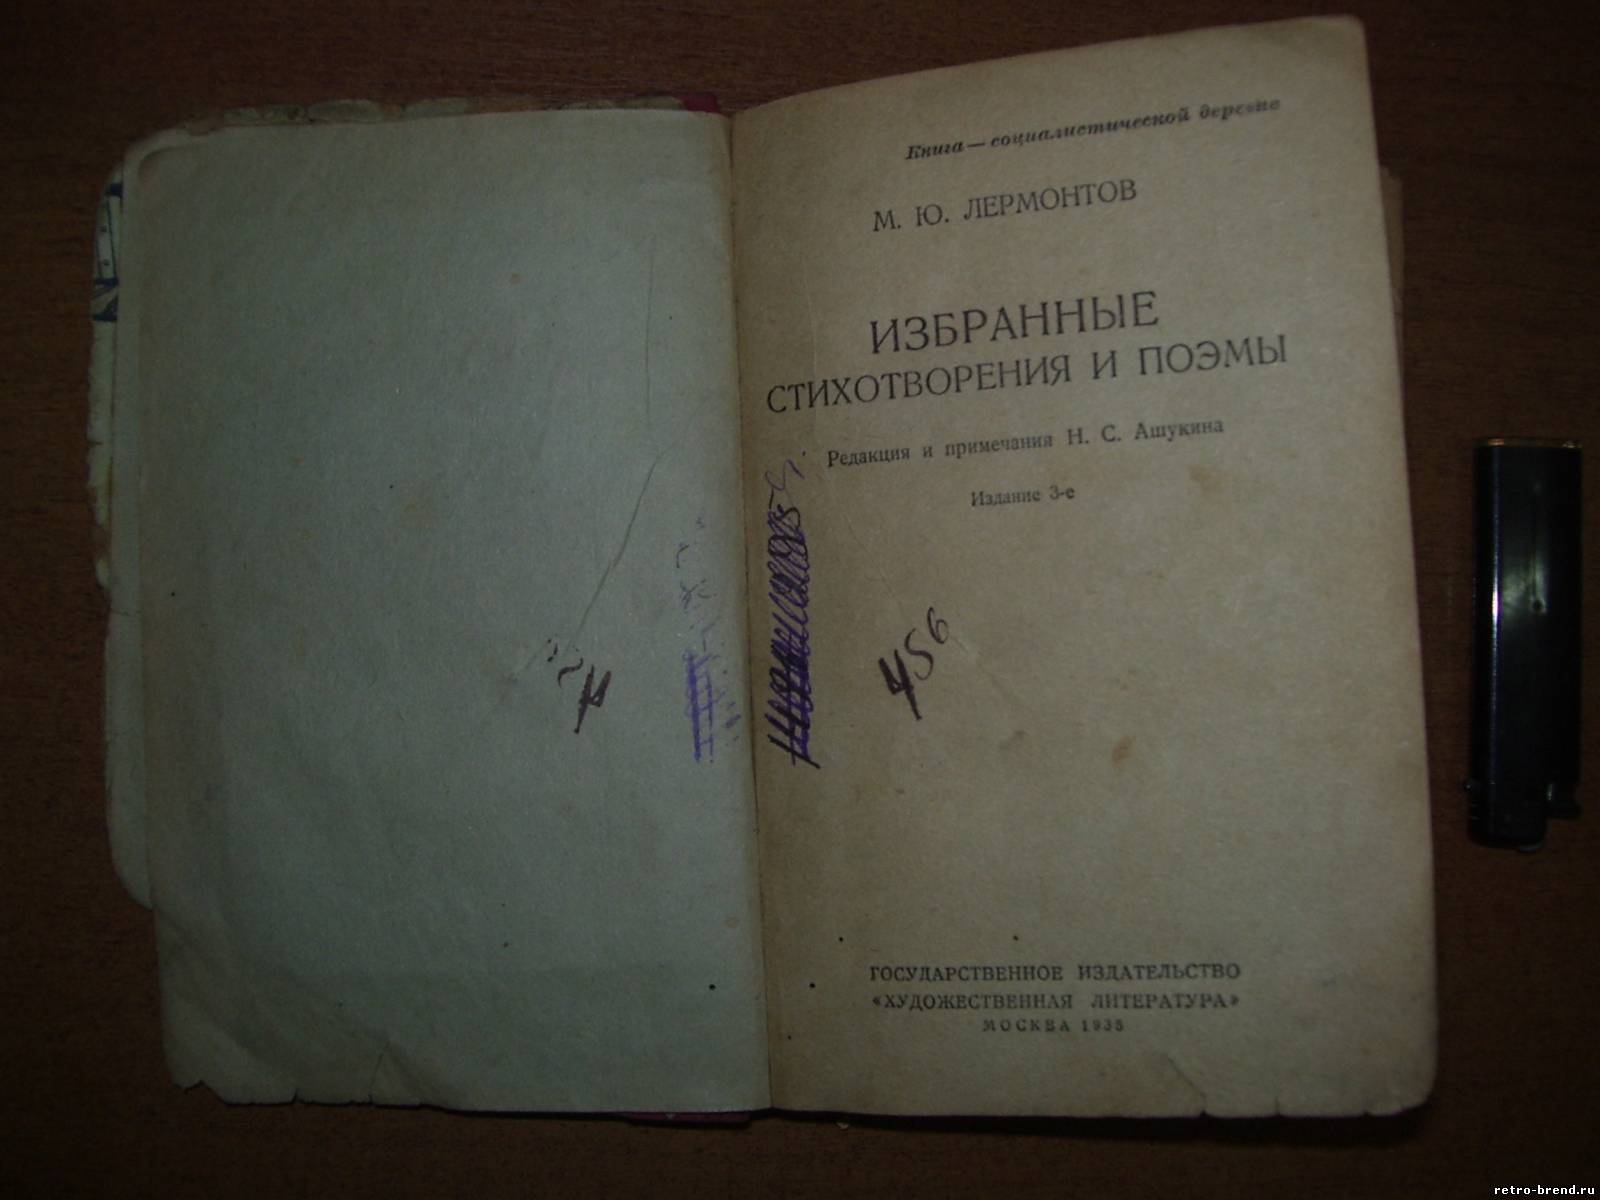 Книга — социалистической деревне
М. Ю. ЛЕРМОНТОВ
ИЗБРАННЫЕ
СТИХОТВОРЕНИЯ И ПОЭМЫ
Редакция и примечания Н. С. Ашукина
Издание 3-е
456
ГОСУДАРСТВЕННОЕ ИЗДАТЕЛЬСТВО
«ХУДОЖЕСТВЕННАЯ ЛИТЕРАТУРА»
МОСКВА 1935
retro-brend.ru